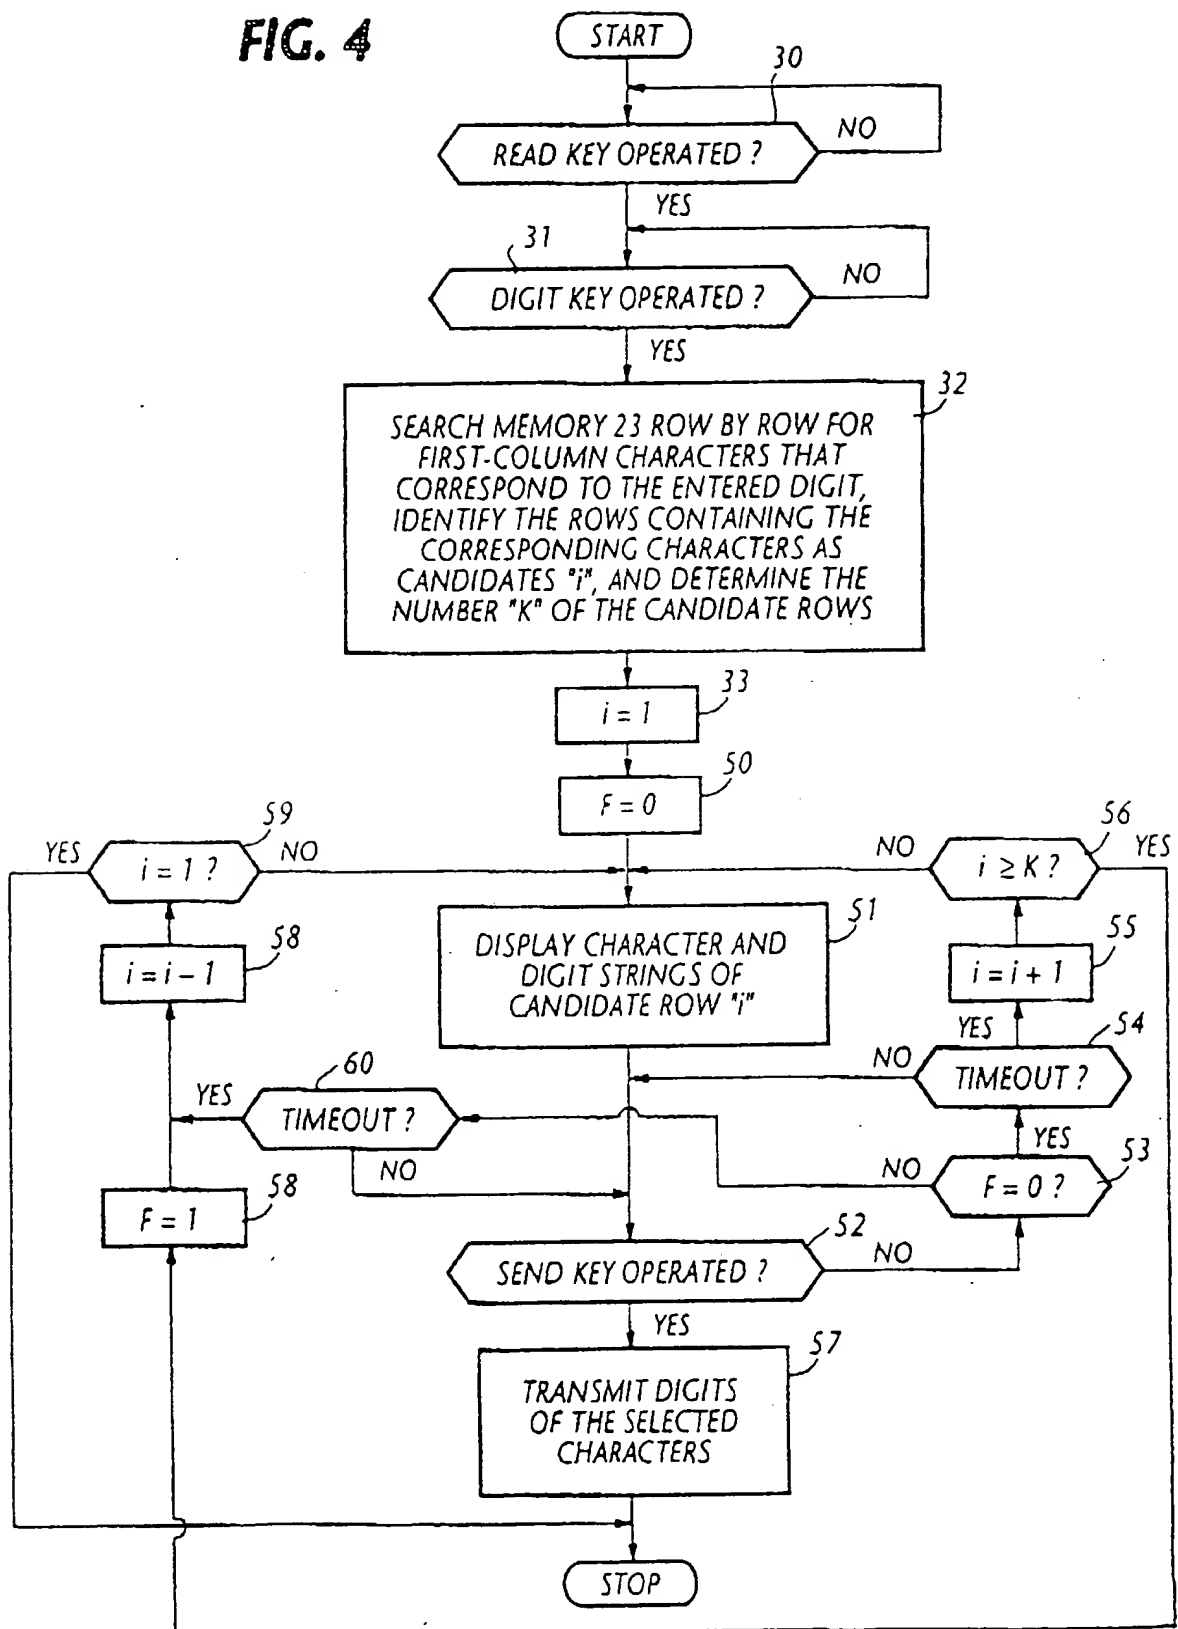 FIG. 4
START
30
READ KEY OPERATED ?
NO
YES
31
DIGIT KEY OPERATED ?
NO
YES
32
SEARCH MEMORY 23 ROW BY ROW FOR
FIRST-COLUMN CHARACTERS THAT
CORRESPOND TO THE ENTERED DIGIT,
IDENTIFY THE ROWS CONTAINING THE
CORRESPONDING CHARACTERS AS
CANDIDATES "i", AND DETERMINE THE
NUMBER "K" OF THE CANDIDATE ROWS
33
i = 1
50
F = 0
59
YES
i = 1 ?
NO
56
NO
i ≥ K ?
YES
51
DISPLAY CHARACTER AND
DIGIT STRINGS OF
CANDIDATE ROW "i"
58
i = i – 1
55
i = i + 1
YES
54
NO
TIMEOUT ?
60
YES
TIMEOUT ?
NO
YES
53
NO
F = 0 ?
58
F = 1
52
SEND KEY OPERATED ?
NO
YES
57
TRANSMIT DIGITS
OF THE SELECTED
CHARACTERS
STOP